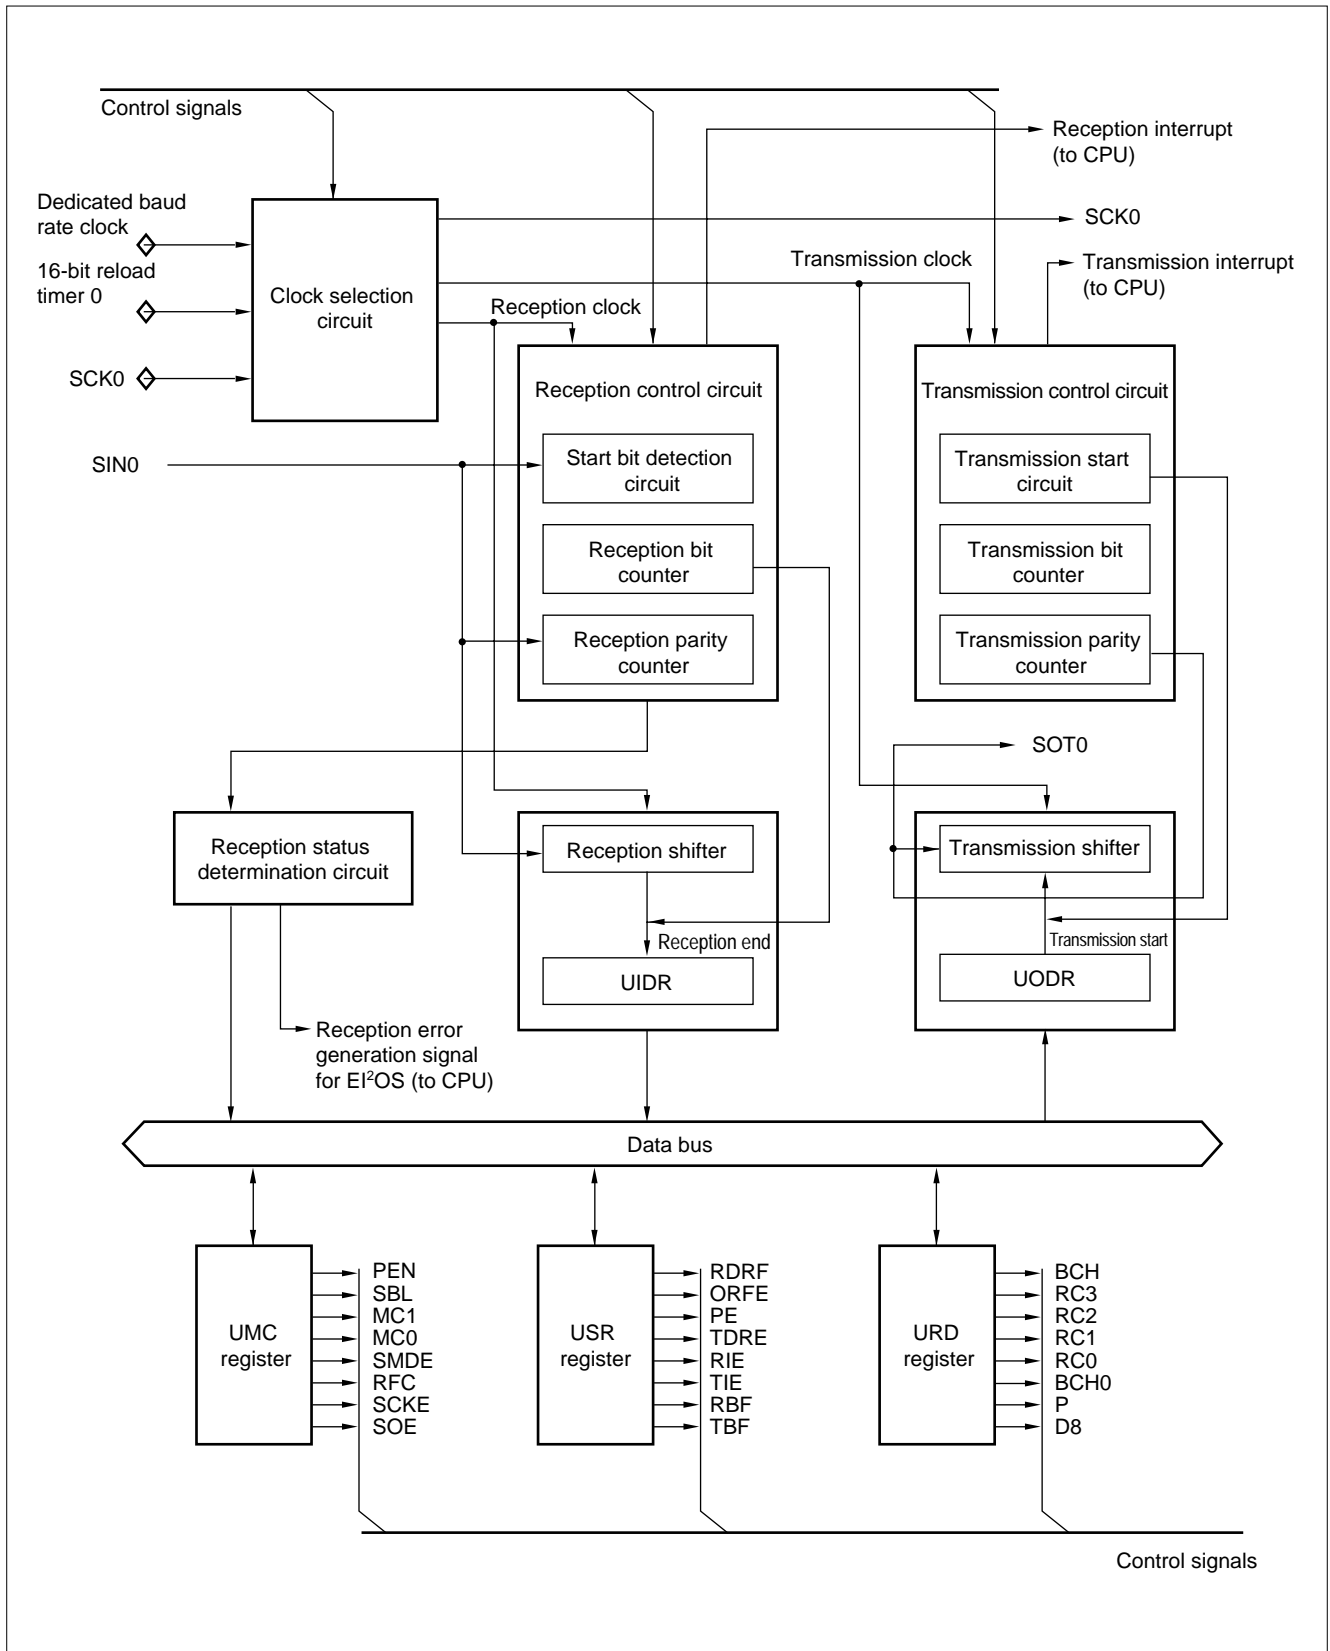 Control signals
Reception interrupt
(to CPU)
Dedicated baud
rate clock
SCK0
16-bit reload
timer 0
Transmission clock
Transmission interrupt
(to CPU)
Clock selection
circuit
Reception clock
SCK0
Reception control circuit
Transmission control circuit
SIN0
Start bit detection
circuit
Transmission start
circuit
Reception bit
counter
Transmission bit
counter
Reception parity
counter
Transmission parity
counter
SOT0
Reception status
determination circuit
Reception shifter
Transmission shifter
Reception end
Transmission start
UIDR
UODR
Reception error
generation signal
for EI²OS (to CPU)
Data bus
UMC
register
PEN
SBL
MC1
MC0
SMDE
RFC
SCKE
SOE
USR
register
RDRF
ORFE
PE
TDRE
RIE
TIE
RBF
TBF
URD
register
BCH
RC3
RC2
RC1
RC0
BCH0
P
D8
Control signals